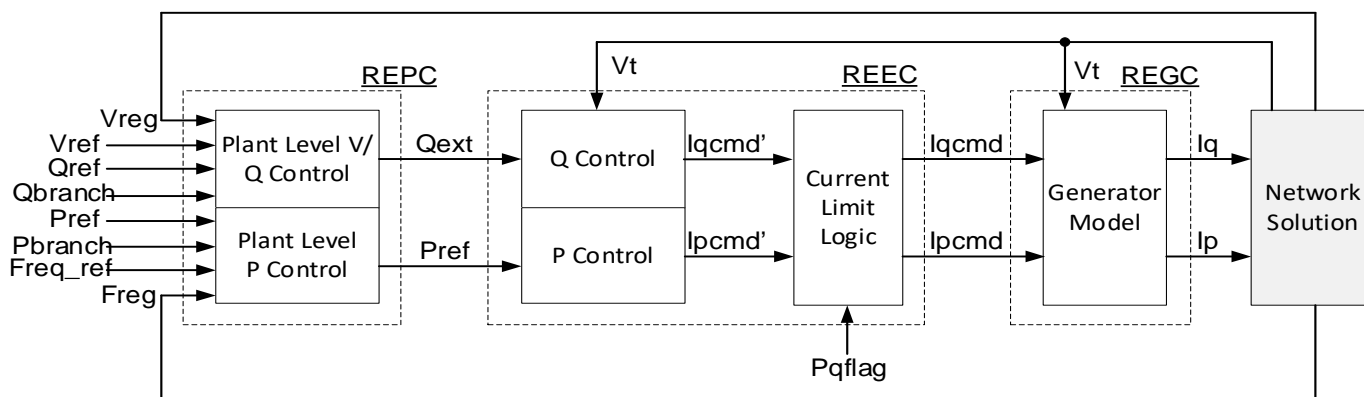 REPC
REEC
REGC
Vt
Vt
Vreg
Vref
Qref
Qbranch
Pref
Pbranch
Freq_ref
Freg
Plant Level V/
Q Control
Plant Level
P Control
Qext
Pref
Q Control
P Control
Iqcmd'
Ipcmd'
Current
Limit
Logic
Pqflag
Iqcmd
Ipcmd
Generator
Model
Iq
Ip
Network
Solution